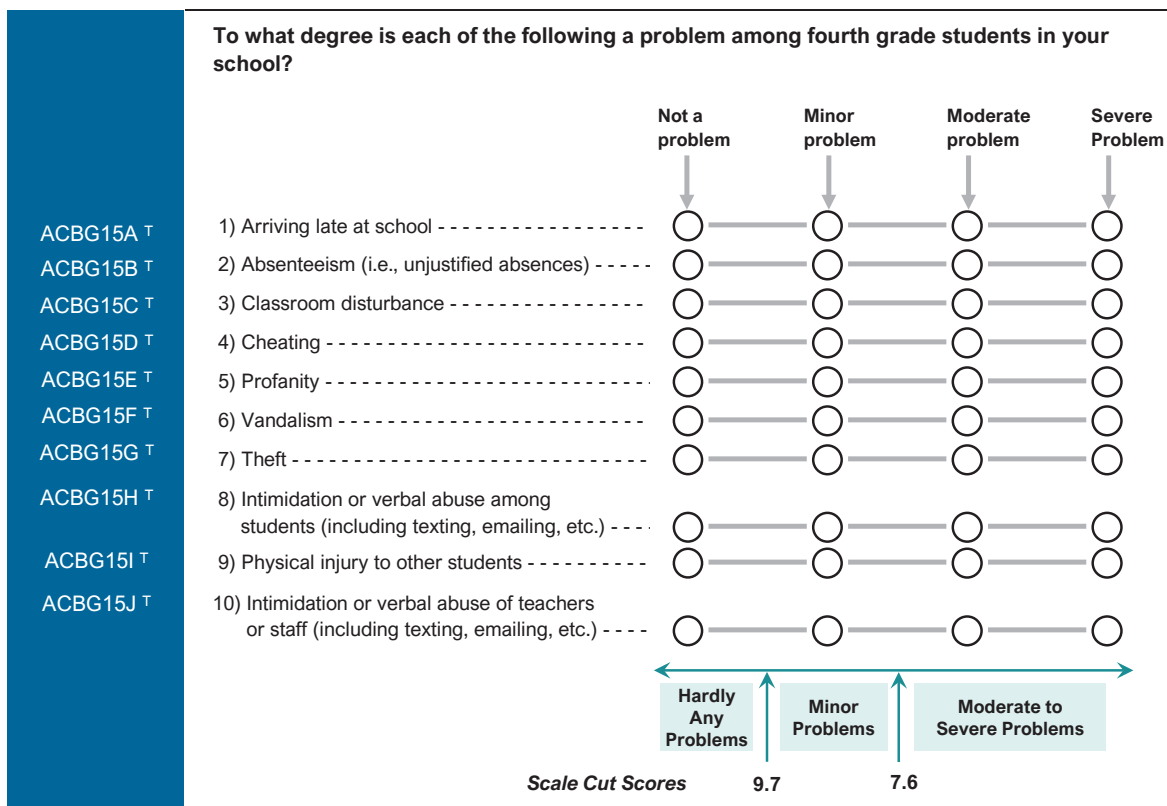 To what degree is each of the following a problem among fourth grade students in your
school?
Not a
problem
Minor
problem
Moderate
problem
Severe
Problem
ACBG15A ᵀ 1) Arriving late at school - - - - - - - - - - - - - - - - -
ACBG15B ᵀ 2) Absenteeism (i.e., unjustified absences) - - - - -
ACBG15C ᵀ 3) Classroom disturbance - - - - - - - - - - - - - - - -
ACBG15D ᵀ 4) Cheating - - - - - - - - - - - - - - - - - - - - - - - - - -
ACBG15E ᵀ 5) Profanity - - - - - - - - - - - - - - - - - - - - - - - - - -
ACBG15F ᵀ 6) Vandalism - - - - - - - - - - - - - - - - - - - - - - - - -
ACBG15G ᵀ 7) Theft - - - - - - - - - - - - - - - - - - - - - - - - - - - - -
ACBG15H ᵀ 8) Intimidation or verbal abuse among
students (including texting, emailing, etc.) - - - -
ACBG15I ᵀ 9) Physical injury to other students - - - - - - - - - -
ACBG15J ᵀ 10) Intimidation or verbal abuse of teachers
or staff (including texting, emailing, etc.) - - - -
Hardly
Any
Problems
Minor
Problems
Moderate to
Severe Problems
Scale Cut Scores 9.7 7.6